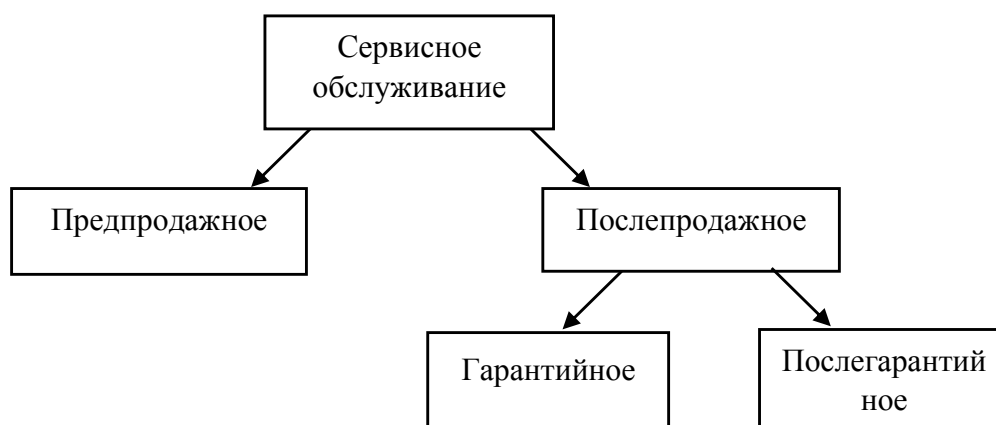 Сервисное
обслуживание
Предпродажное
Послепродажное
Гарантийное
Послегарантий
ное